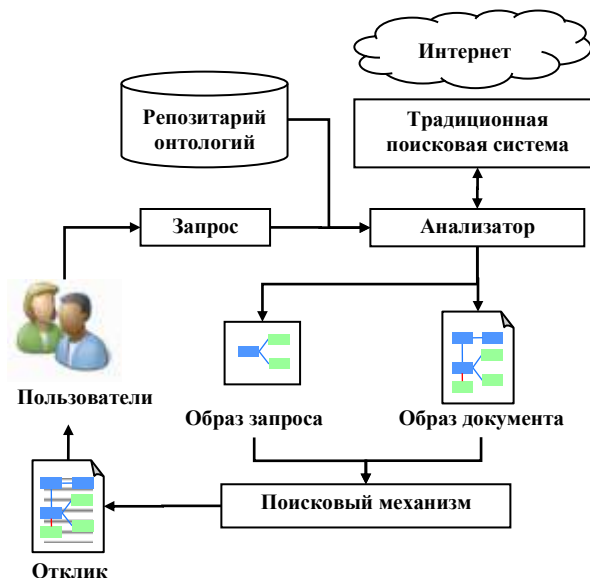 Интернет
Репозитарий
онтологий
Традиционная
поисковая система
Запрос
Анализатор
Пользователи
Образ запроса
Образ документа
Поисковый механизм
Отклик